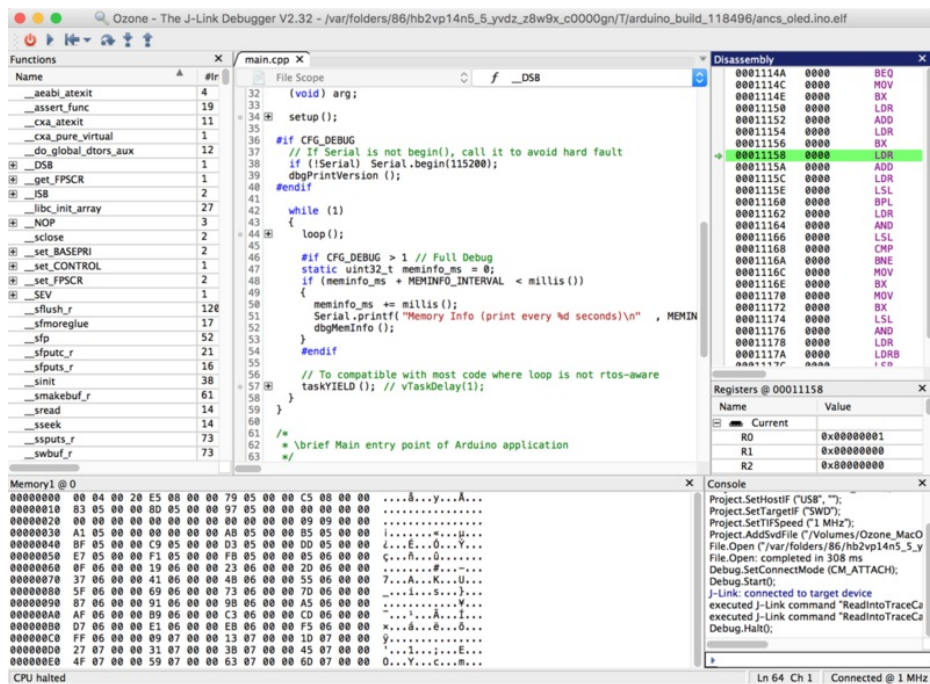 Ozone - The J-Link Debugger V2.32 - /var/folders/86/hb2vp14n5_5_yvdz_z8w9x_c0000gn/T/arduino_build_118496/ancs_oled.ino.elf
Functions
Name #In
__aeabi_atexit 4
__assert_func 19
__cxa_atexit 11
__cxa_pure_virtual 1
__do_global_dtors_aux 12
__DSB 1
__get_FPSCR 1
__ISB 2
__libc_init_array 27
__NOP 3
__sclose 2
__set_BASEPRI 2
__set_CONTROL 1
__set_FPSCR 2
__SEV 1
__sflush_r 120
__sfmoreglue 17
__sfp 52
__sfputc_r 21
__sfputs_r 16
__sinit 38
__smakebuf_r 61
__sread 14
__sseek 14
__ssputs_r 73
__swbuf_r 73
main.cpp
File Scope f __DSB
32 (void) arg;
33
34 setup();
35
36 #if CFG_DEBUG
37 // If Serial is not begin(), call it to avoid hard fault
38 if (!Serial) Serial.begin(115200);
39 dbgPrintVersion ();
40 #endif
41
42 while (1)
43 {
44 loop();
45
46 #if CFG_DEBUG > 1 // Full Debug
47 static uint32_t meminfo_ms = 0;
48 if (meminfo_ms + MEMINFO_INTERVAL < millis())
49 {
50 meminfo_ms += millis();
51 Serial.printf("Memory Info (print every %d seconds)\n" , MEMIN
52 dbgMemInfo ();
53 }
54 #endif
55
56 // To compatible with most code where loop is not rtos-aware
57 taskYIELD (); // vTaskDelay(1);
58 }
59 }
60
61 /*
62 * \brief Main entry point of Arduino application
63 */
Disassembly
0001114A 0000 BEQ
0001114C 0000 MOV
0001114E 0000 BX
00011150 0000 LDR
00011152 0000 ADD
00011154 0000 LDR
00011156 0000 BX
00011158 0000 LDR
0001115A 0000 ADD
0001115C 0000 LDR
0001115E 0000 LSL
00011160 0000 BPL
00011162 0000 LDR
00011164 0000 AND
00011166 0000 LSL
00011168 0000 CMP
0001116A 0000 BNE
0001116C 0000 MOV
0001116E 0000 BX
00011170 0000 MOV
00011172 0000 BX
00011174 0000 LSL
00011176 0000 AND
00011178 0000 LDR
0001117A 0000 LDRB
Registers @ 00011158
Name Value
Current
R0 0x00000001
R1 0x00000000
R2 0x80000000
Memory1 @ 0
00000000 00 04 00 20 E5 08 00 00 79 05 00 00 C5 08 00 00
00000010 83 05 00 00 8D 05 00 00 97 05 00 00 00 00 00 00
00000020 00 00 00 00 00 00 00 00 00 00 00 00 09 09 00 00
00000030 A1 05 00 00 00 00 00 00 AB 05 00 00 B5 05 00 00
00000040 BF 05 00 00 C9 05 00 00 D3 05 00 00 DD 05 00 00
00000050 E7 05 00 00 F1 05 00 00 FB 05 00 00 05 06 00 00
00000060 0F 06 00 00 19 06 00 00 23 06 00 00 2D 06 00 00
00000070 37 06 00 00 41 06 00 00 4B 06 00 00 55 06 00 00
00000080 5F 06 00 00 69 06 00 00 73 06 00 00 7D 06 00 00
00000090 87 06 00 00 91 06 00 00 9B 06 00 00 A5 06 00 00
000000A0 AF 06 00 00 B9 06 00 00 C3 06 00 00 CD 06 00 00
000000B0 D7 06 00 00 E1 06 00 00 EB 06 00 00 F5 06 00 00
000000C0 FF 06 00 00 09 07 00 00 13 07 00 00 1D 07 00 00
000000D0 27 07 00 00 31 07 00 00 3B 07 00 00 45 07 00 00
000000E0 4F 07 00 00 59 07 00 00 63 07 00 00 6D 07 00 00
Console
Project.SetHostIF ("USB", "");
Project.SetTargetIF ("SWD");
Project.SetTIFSpeed ("1 MHz");
Project.AddSvdFile ("/Volumes/Ozone_MacO
File.Open ("/var/folders/86/hb2vp14n5_5_y
File.Open: completed in 308 ms
Debug.SetConnectMode (CM_ATTACH);
Debug.Start();
J-Link: connected to target device
executed J-Link command "ReadIntoTraceCa
executed J-Link command "ReadIntoTraceCa
Debug.Halt();
CPU halted
Ln 64 Ch 1 Connected @ 1 MHz